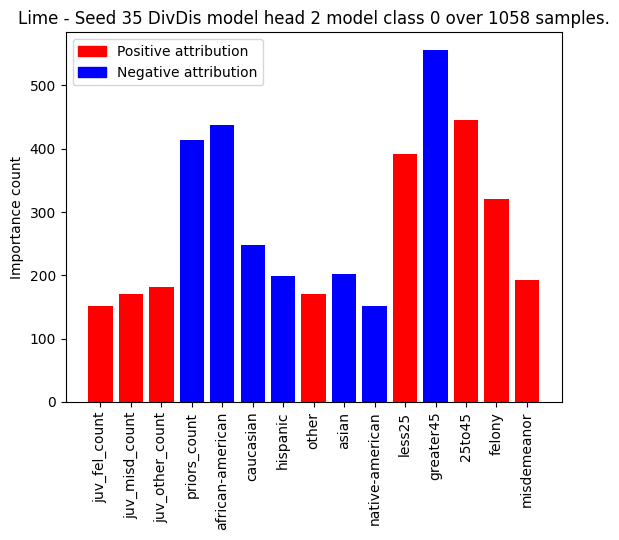 Lime - Seed 35 DivDis model head 2 model class 0 over 1058 samples.
Positive attribution
Negative attribution
Importance count
500
400
300
200
100
0
juv_fel_count
juv_misd_count
juv_other_count
priors_count
african-american
caucasian
hispanic
other
asian
native-american
less25
greater45
25to45
felony
misdemeanor